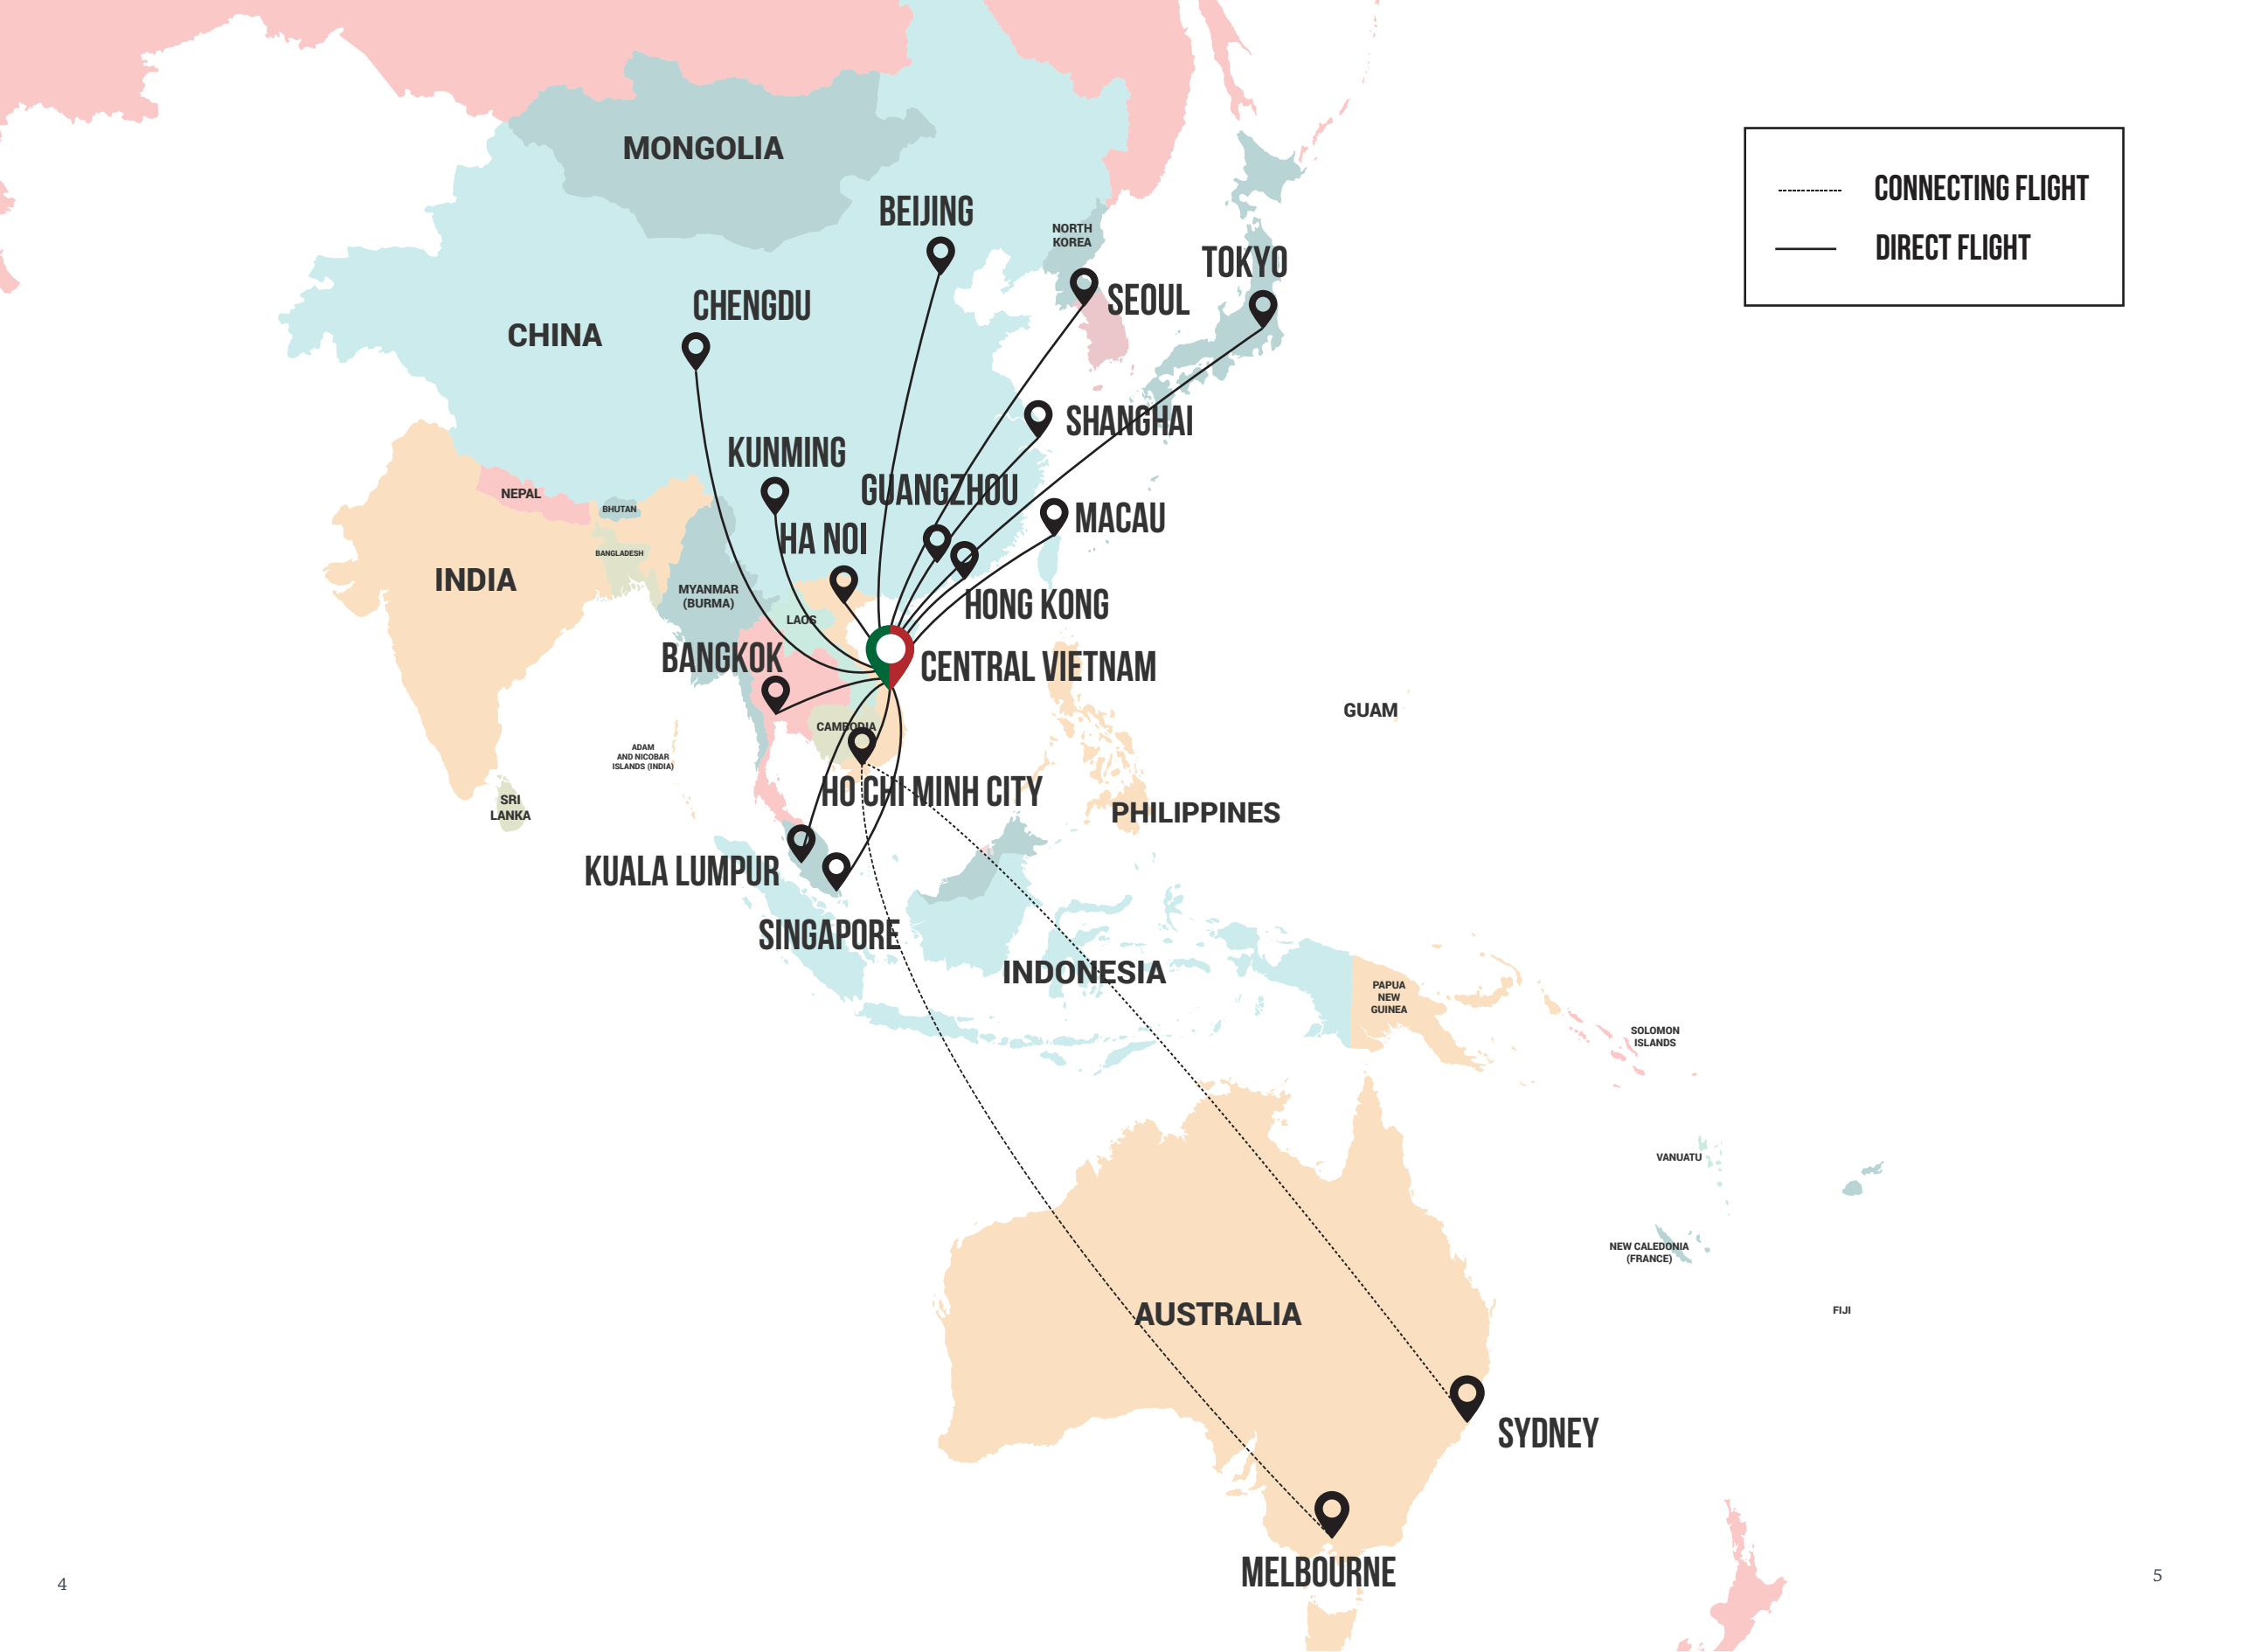 MONGOLIA
CONNECTING FLIGHT
BEIJING
NORTH
KOREA
DIRECT FLIGHT
TOKYO
SEOUL
CHENGDU
CHINA
SHANGHAI
KUNMING
GUANGZHOU
NEPAL
BHUTAN
MACAU
HA NOI
BANGLADESH
INDIA
MYANMAR
(BURMA)
HONG KONG
LAOS
BANGKOK
CENTRAL VIETNAM
GUAM
CAMBODIA
ADAM
AND NICOBAR
ISLANDS (INDIA)
HO CHI MINH CITY
SRI
LANKA
PHILIPPINES
KUALA LUMPUR
SINGAPORE
INDONESIA
PAPUA
NEW
GUINEA
SOLOMON
ISLANDS
VANUATU
NEW CALEDONIA
(FRANCE)
FIJI
AUSTRALIA
SYDNEY
MELBOURNE
4
5